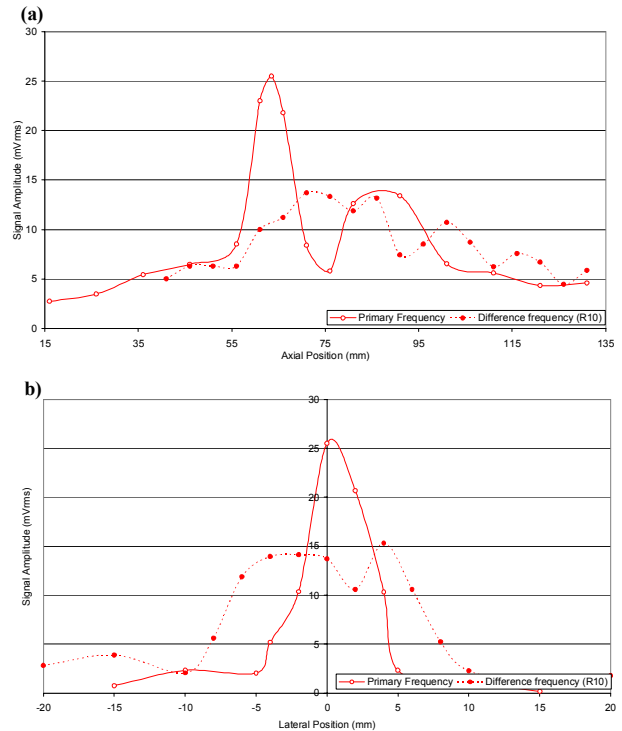 (a)
30
25
20
15
10
5
0
Signal Amplitude (mVrms)
Primary Frequency Difference frequency (R10)
15 35 55 75 95 115 135
Axial Position (mm)
b)
30
25
20
15
10
5
0
Signal Amplitude (mVrms)
Primary Frequency Difference frequency (R10)
-20 -15 -10 -5 0 5 10 15 20
Lateral Position (mm)